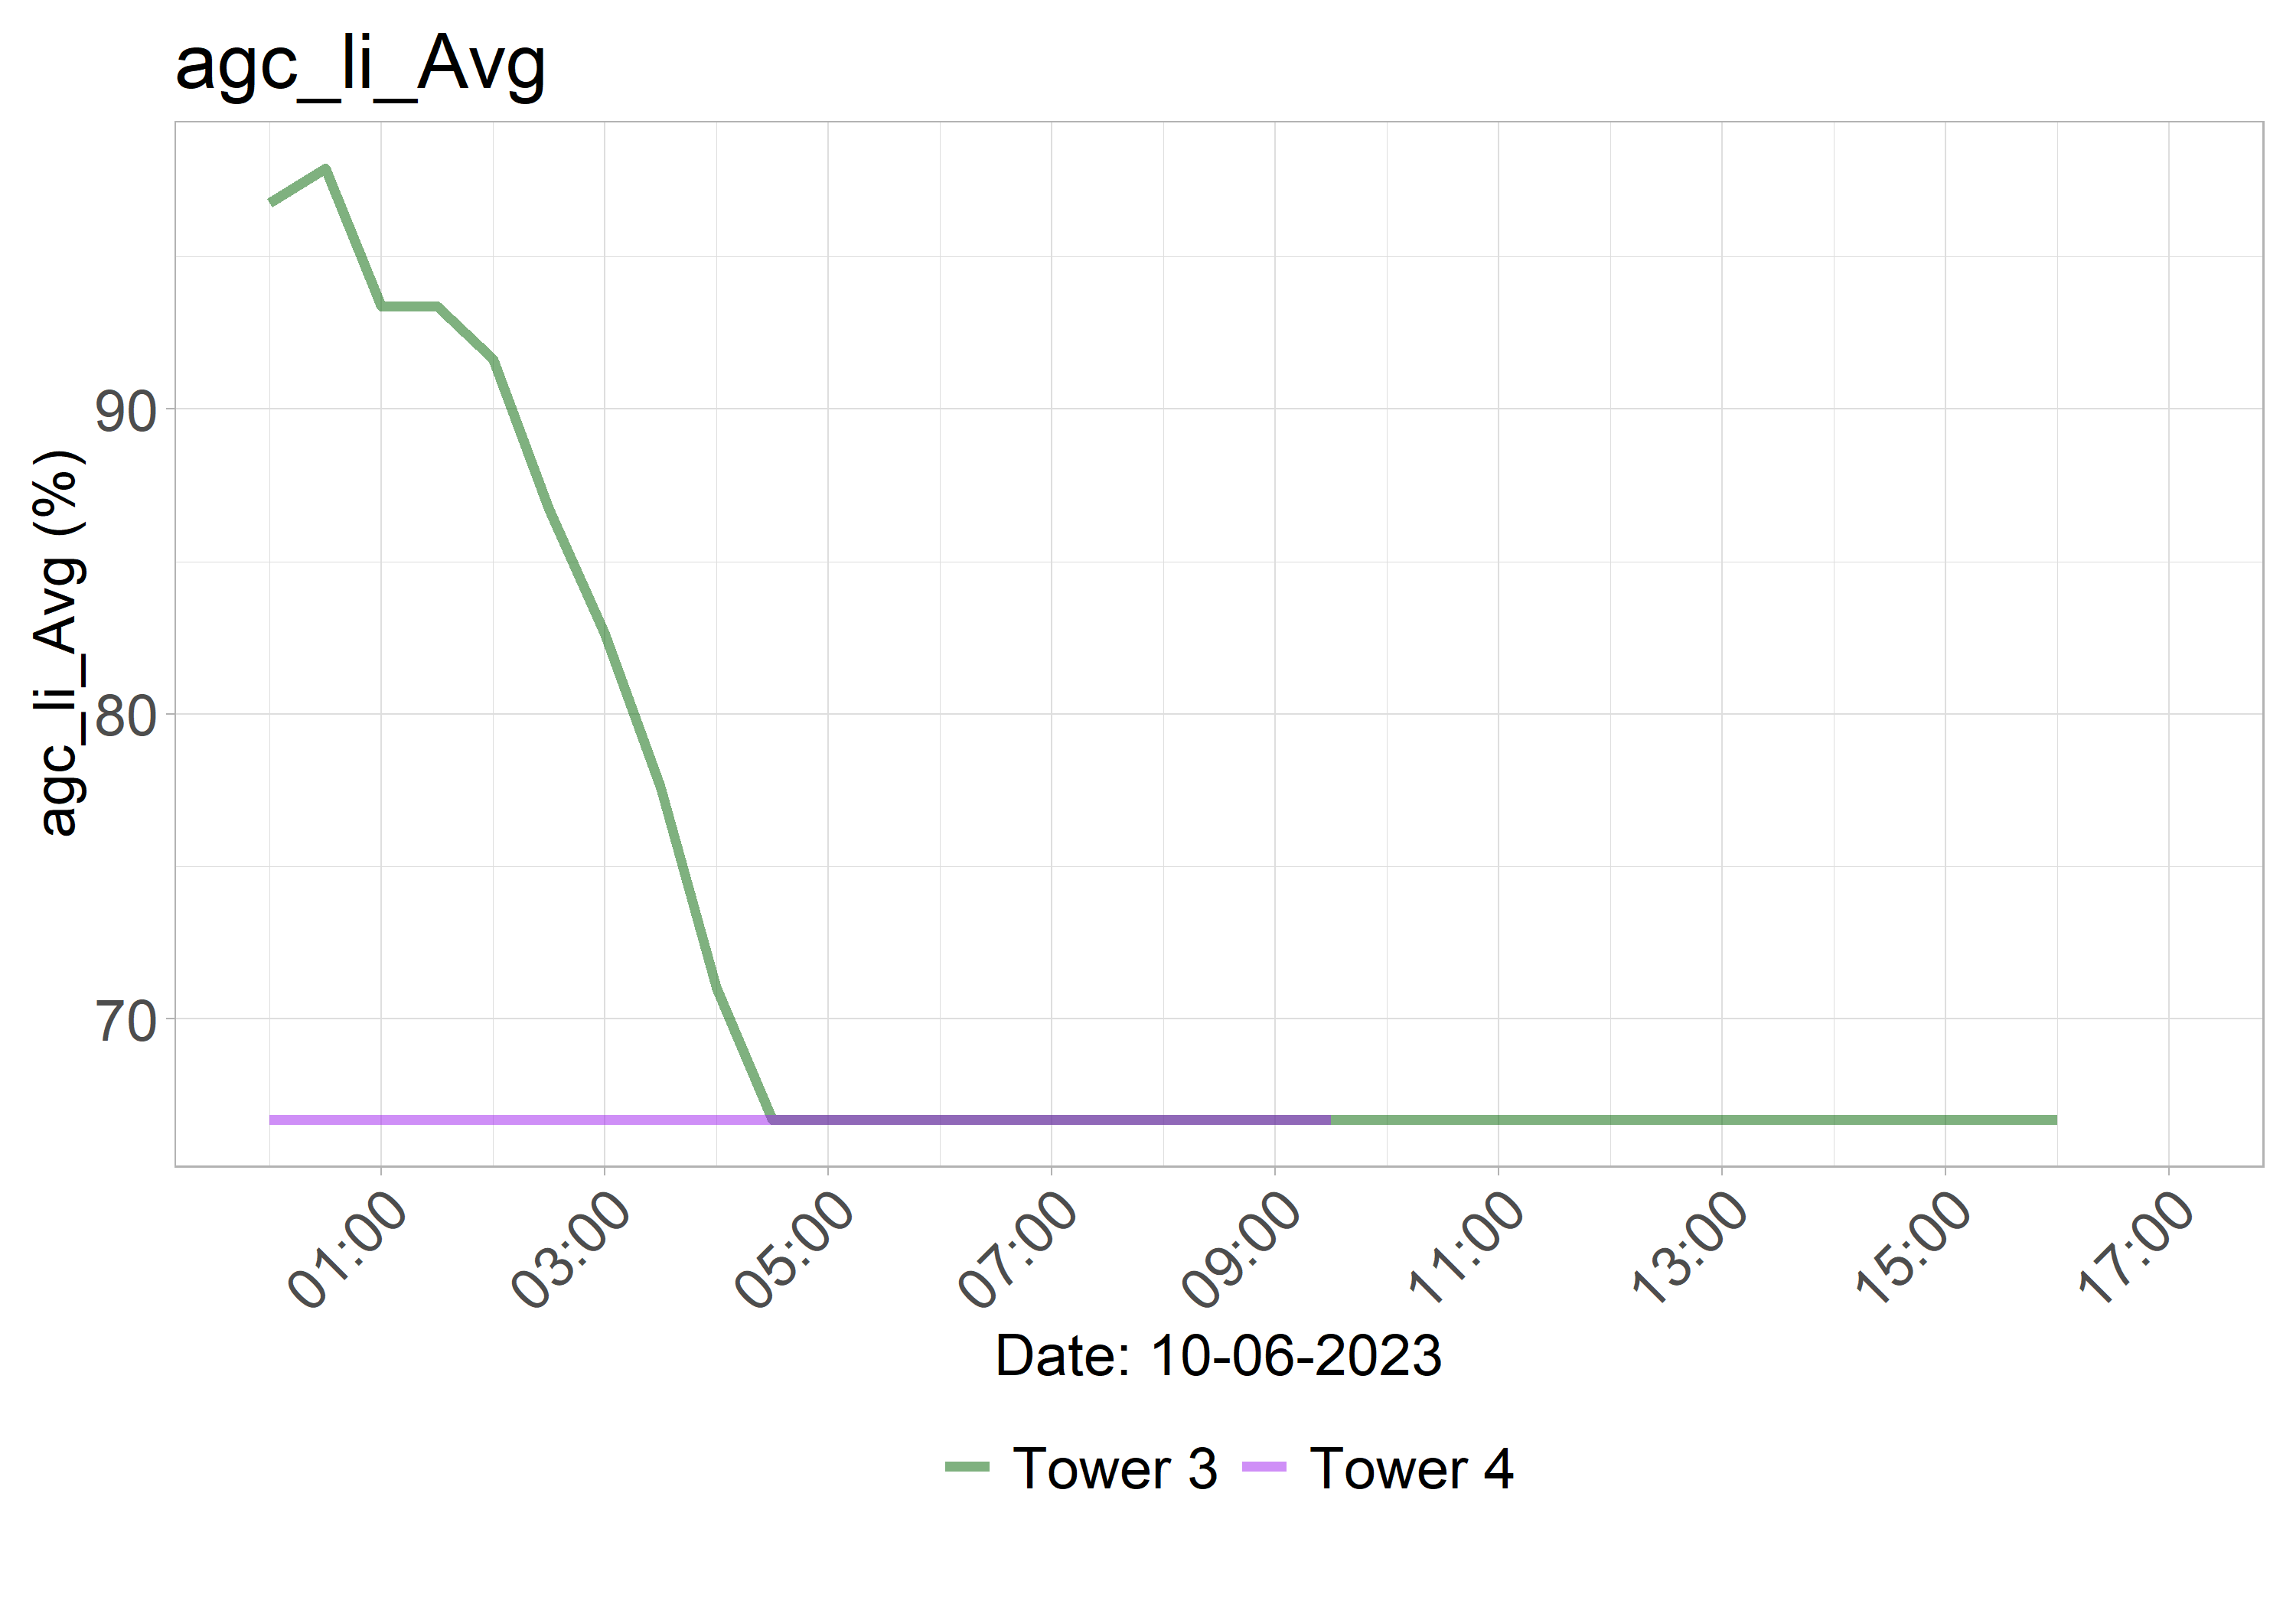 agc_li_Avg
agc_li_Avg (%)
90
80
70
01:00 03:00 05:00 07:00 09:00 11:00 13:00 15:00 17:00
Date: 10-06-2023
Tower 3 Tower 4